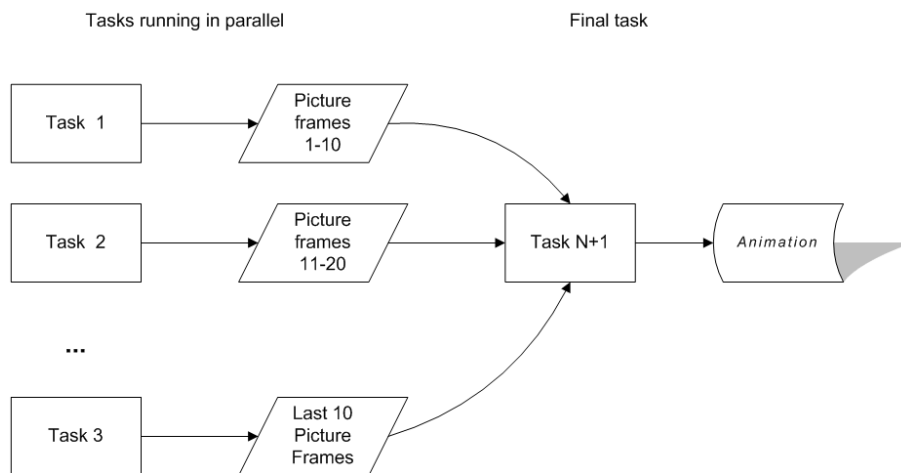 Tasks running in parallel
Final task
Task 1
Picture
frames
1-10
Task 2
Picture
frames
11-20
Task N+1
Animation
...
Task 3
Last 10
Picture
Frames